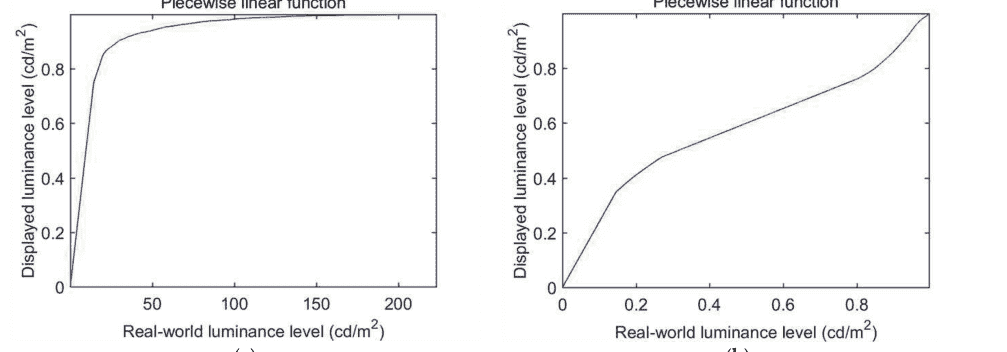 Piecewise linear function
Displayed luminance level (cd/m²)
0.8
0.6
0.4
0.2
0
50 100 150 200
Real-world luminance level (cd/m²)
Piecewise linear function
Displayed luminance level (cd/m²)
0.8
0.6
0.4
0.2
0
0 0.2 0.4 0.6 0.8
Real-world luminance level (cd/m²)